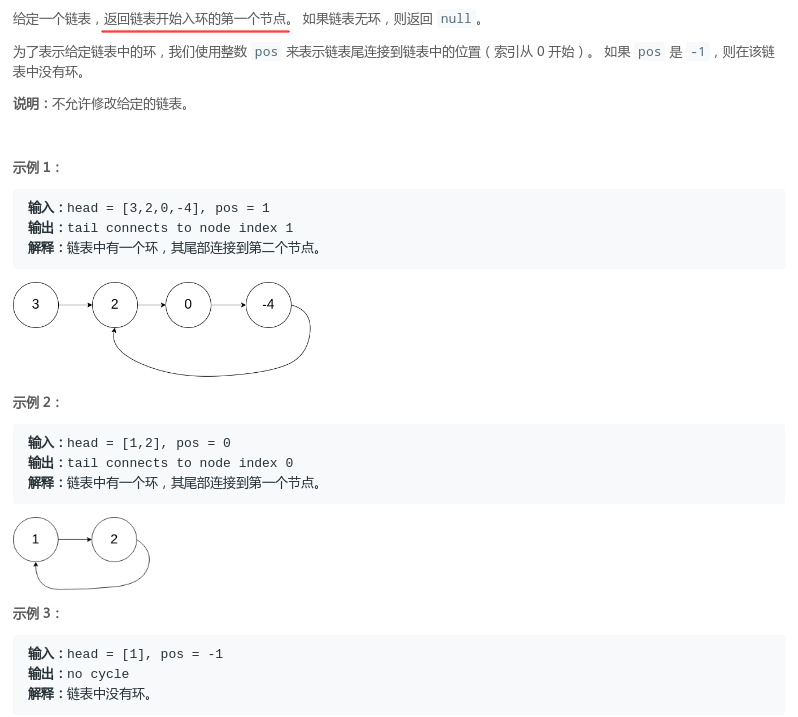 给定一个链表，返回链表开始入环的第一个节点。 如果链表无环，则返回 null 。
为了表示给定链表中的环，我们使用整数 pos 来表示链表尾连接到链表中的位置（索引从 0 开始）。 如果 pos 是 -1，则在该链
表中没有环。
说明：不允许修改给定的链表。
示例 1：
输入：head = [3,2,0,-4], pos = 1
输出：tail connects to node index 1
解释：链表中有一个环，其尾部连接到第二个节点。
3 2 0 -4
示例 2：
输入：head = [1,2], pos = 0
输出：tail connects to node index 0
解释：链表中有一个环，其尾部连接到第一个节点。
1 2
示例 3：
输入：head = [1], pos = -1
输出：no cycle
解释：链表中没有环。